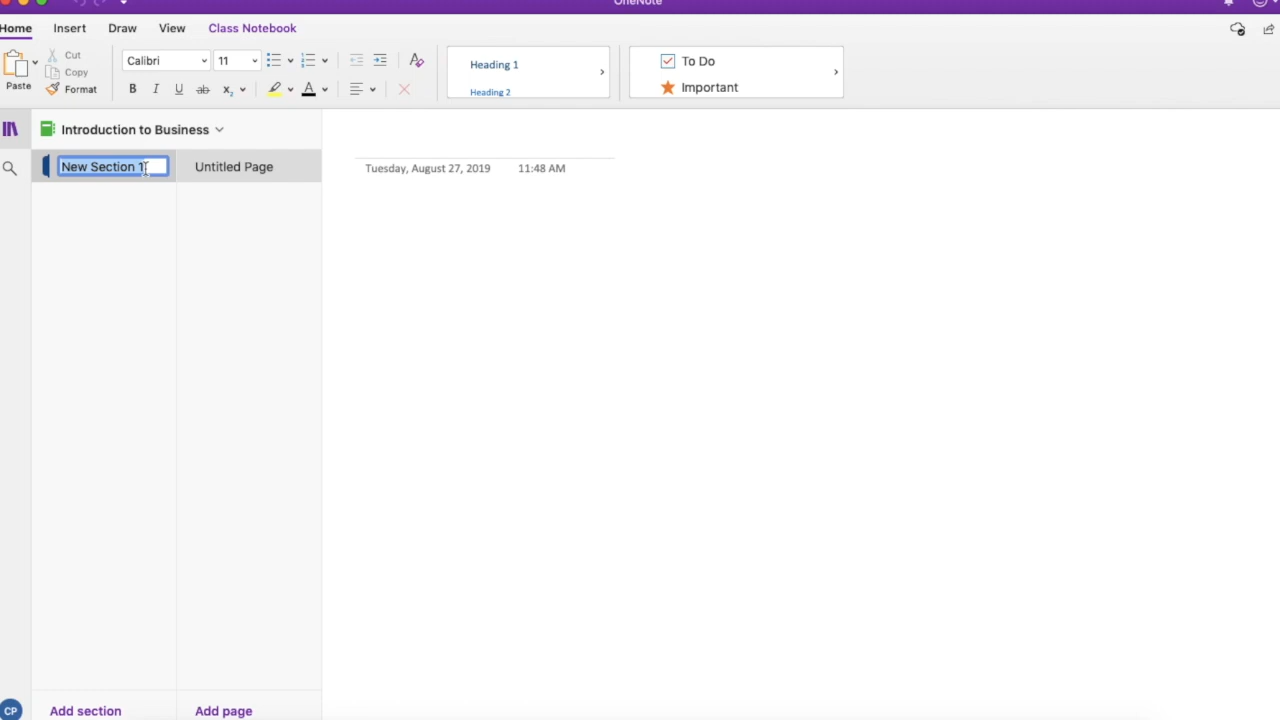 OneNote
Home Insert Draw View Class Notebook
Paste
Cut
Copy
Format
Calibri 11
B I U ab x₂ A
Heading 1
Heading 2
To Do
Important
Introduction to Business
New Section 1
Untitled Page
Tuesday, August 27, 2019 11:48 AM
CP
Add section
Add page